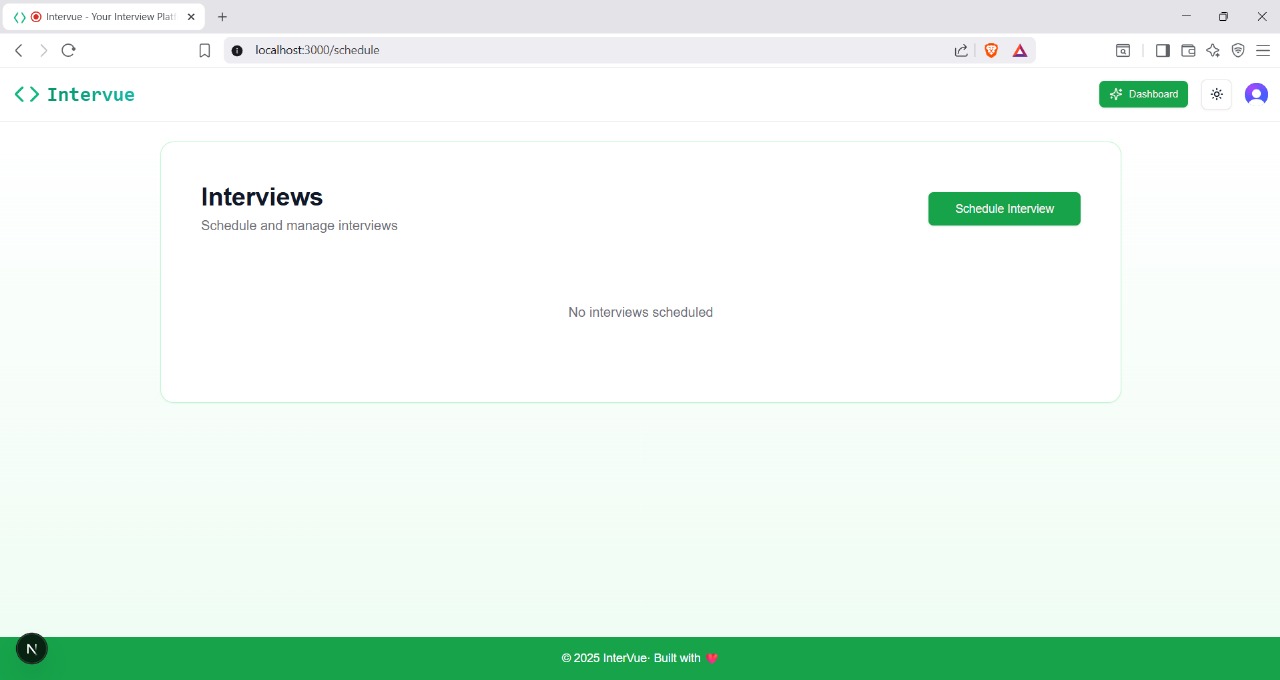 Intervue - Your Interview Plat
localhost:3000/schedule
Intervue
Dashboard
Interviews
Schedule and manage interviews
Schedule Interview
No interviews scheduled
N
© 2025 InterVue· Built with ❤️